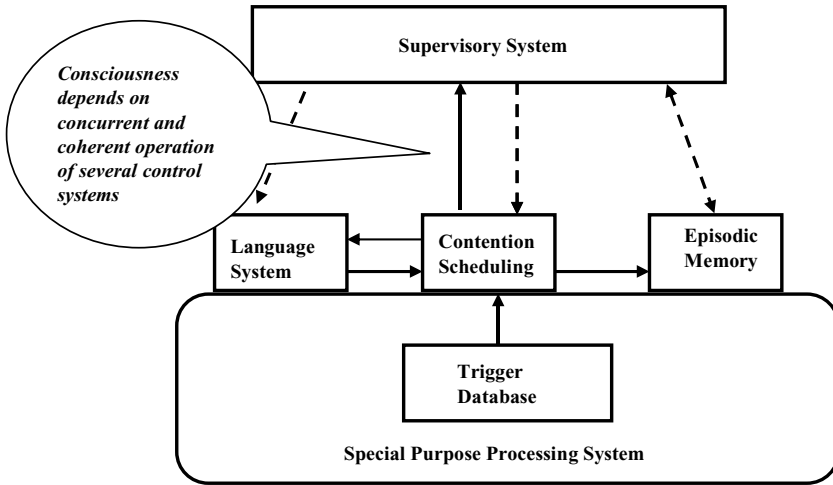 Supervisory System
Consciousness
depends on
concurrent and
coherent operation
of several control
systems
Language
System
Contention
Scheduling
Episodic
Memory
Trigger
Database
Special Purpose Processing System